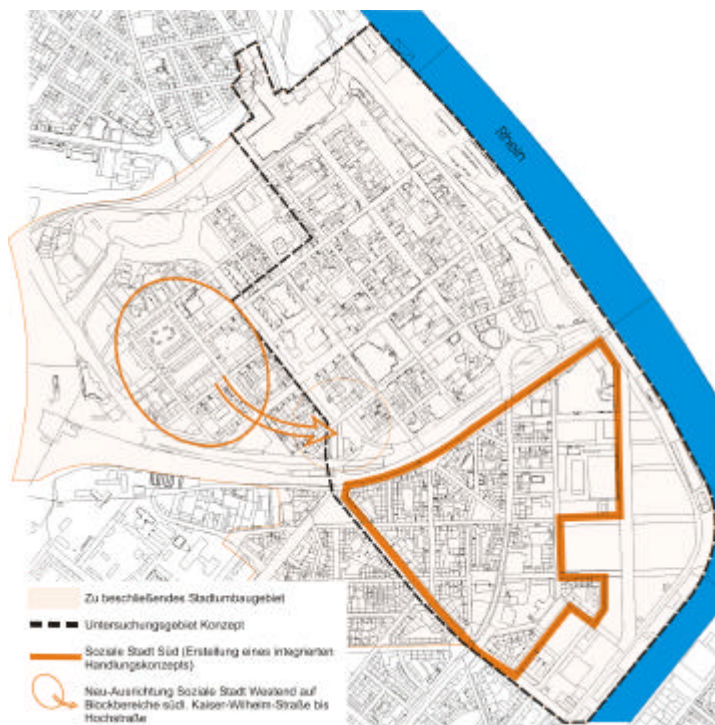 Rhein
Zu beschließendes Stadtumbaugebiet
Untersuchungsgebiet Konzept
Soziale Stadt Süd (Erstellung eines integrierten
Handlungskonzepts)
Neu-Ausrichtung Soziale Stadt Westend auf
Blockbereiche südl. Kaiser-Wilhelm-Straße bis
Hochstraße